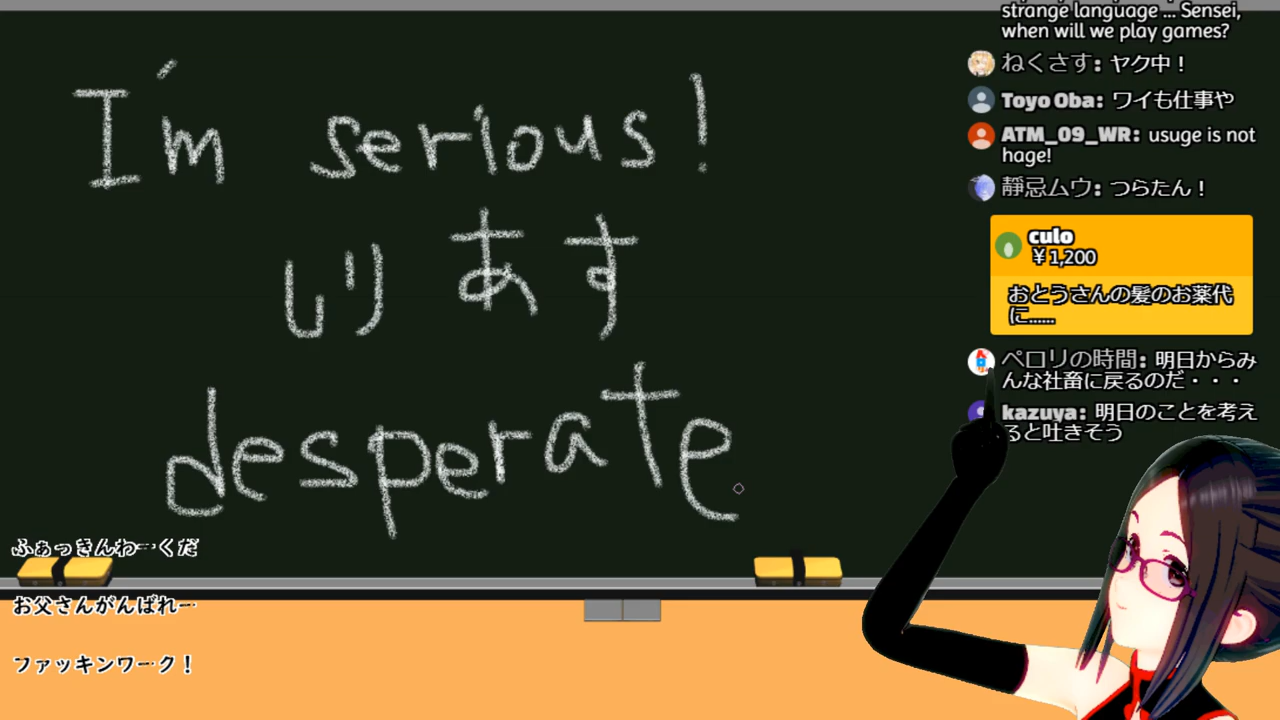 I'm serious!
しりあす
desperate
strange language ... Sensei,
when will we play games?
ねくさす: ヤク中！
Toyo Oba: ワイも仕事や
ATM_09_WR: usuge is not
hage!
靜忌ムウ: つらたん！
culo
￥1,200
おとうさんの髪のお薬代
に......
ペロリの時間: 明日からみ
んな社畜に戻るのだ・・・
kazuya: 明日のことを考え
ると吐きそう
ふぁっきんわーくだ
お父さんがんばれー
ファッキンワーク！